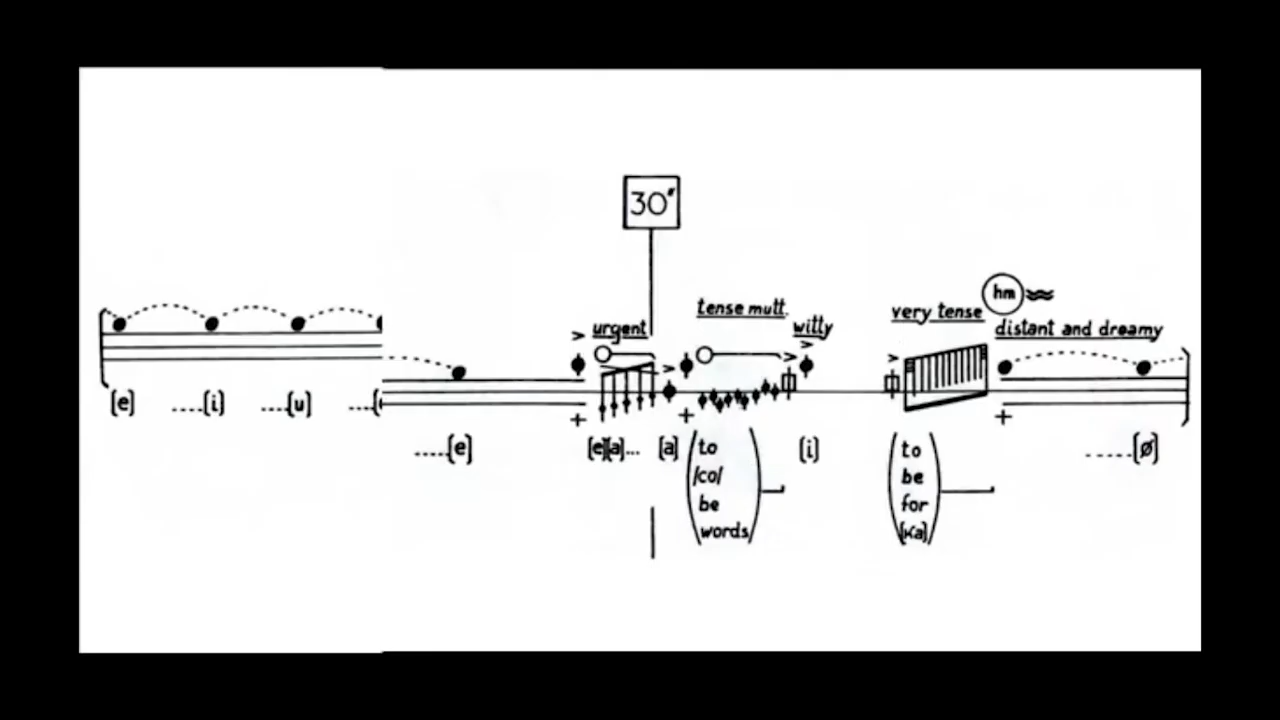 30"
hm
tense mutt.
very tense
urgent
witty
distant and dreamy
[e] ....[i] ....[u] ...[
....[e] [e][a]... [a] (to [i] (to .....[ø]
/co/ be
be for
words) [ka])